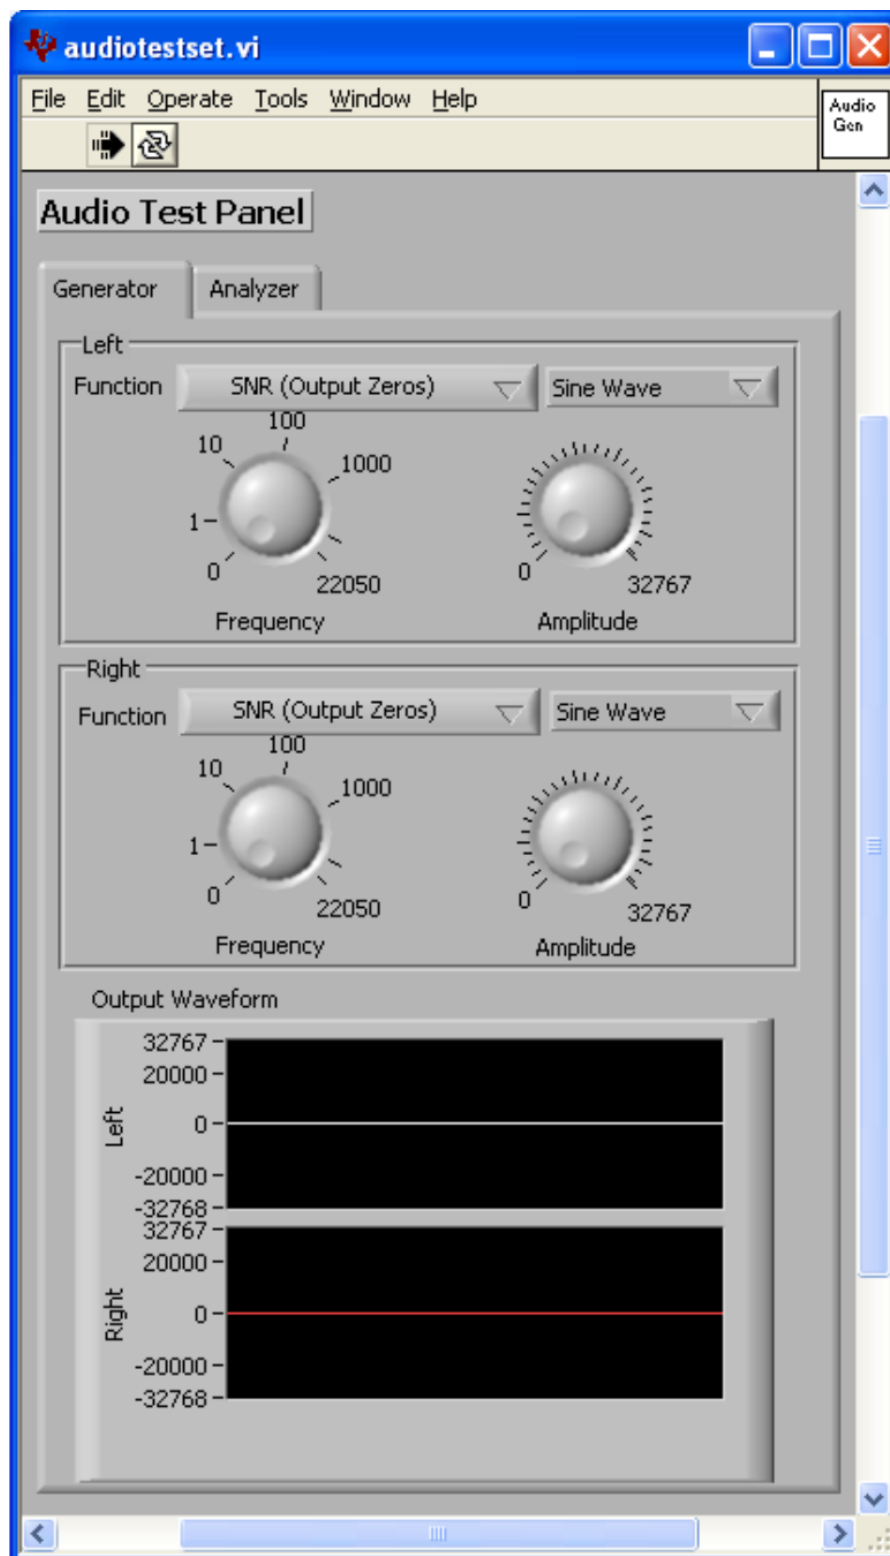 audiotestset.vi
File Edit Operate Tools Window Help
Audio
Gen
Audio Test Panel
Generator Analyzer
Left
Function SNR (Output Zeros) Sine Wave
100
10
1000
1
0 0
22050 32767
Frequency Amplitude
Right
Function SNR (Output Zeros) Sine Wave
100
10
1000
1
0 0
22050 32767
Frequency Amplitude
Output Waveform
32767
20000
Left
0
-20000
-32768
32767
20000
Right
0
-20000
-32768